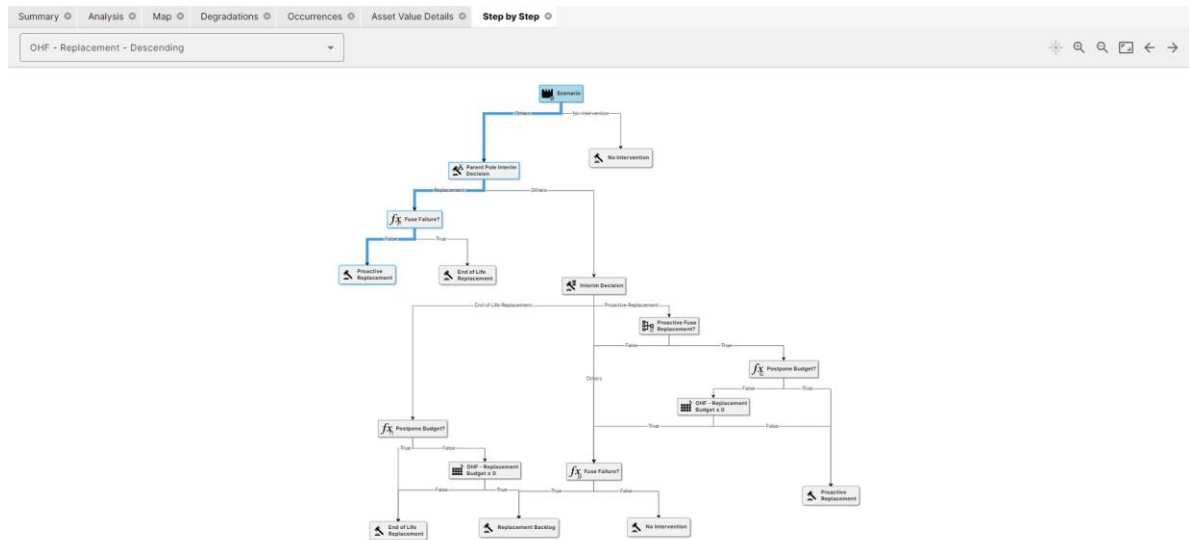 Summary Analysis Map Degradations Occurrences Asset Value Details Step by Step
OHF - Replacement - Descending
Scenario
Others No Intervention
No Intervention
Parent Pole Interim
Decision
Replacement Others
Fuse Failure?
False True
Proactive
Replacement
End of Life
Replacement
Interim Decision
End of Life Replacement Proactive Replacement
Proactive Fuse
Replacement?
False True
Postpone Budget?
Others
False True
OHF - Replacement
Budget ≤ 0
Postpone Budget?
True False
True False
OHF - Replacement
Budget ≤ 0
Fuse Failure?
False True True False
Proactive
Replacement
End of Life
Replacement
Replacement Backlog
No Intervention